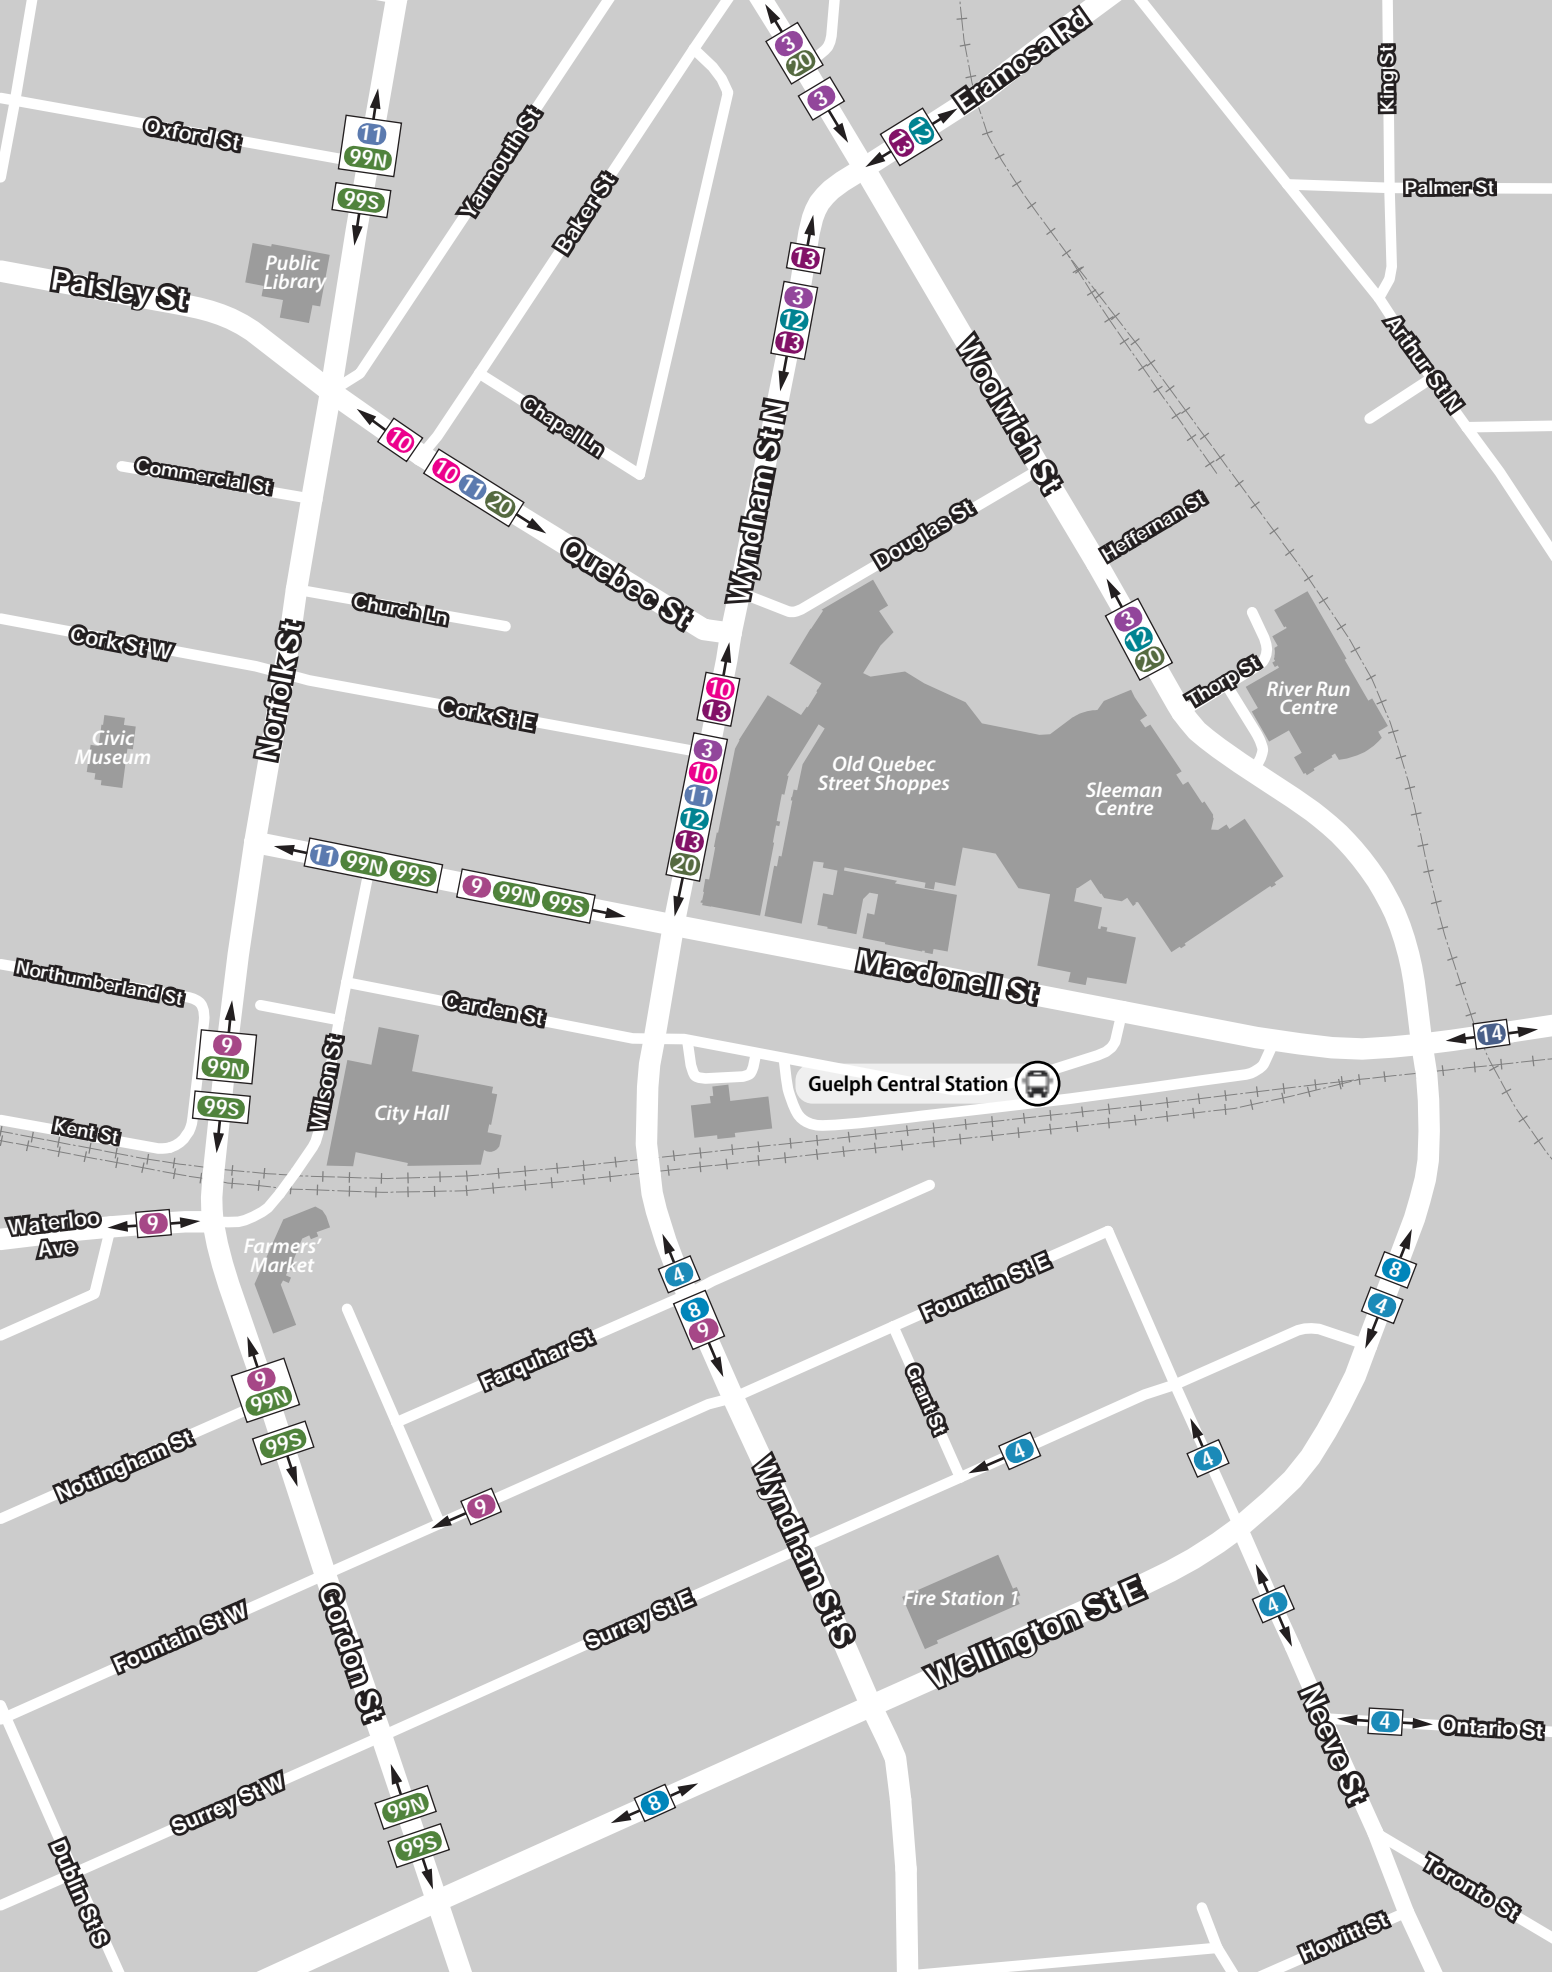 3
20
3
Eramosa Rd
King St
13 12
Oxford St
11
99N
99S
Yarmouth St
Baker St
Palmer St
Public
Library
Paisley St
13
3
12
13
Woolwich St
Arthur St N
10
Chapel Ln
Commercial St
10 11 20
Wyndham St N
Quebec St
Douglas St
Heffernan St
Church Ln
Cork St W
Norfolk St
3
12
20
Thorp St
River Run
Centre
10
13
Cork St E
Civic
Museum
3
10
11
12
13
20
Old Quebec
Street Shoppes
Sleeman
Centre
11 99N 99S
9 99N 99S
Macdonell St
Northumberland St
Carden St
14
9
99N
99S
Wilson St
Guelph Central Station
City Hall
Kent St
Waterloo
Ave
9
Farmers'
Market
4
8
9
Fountain St E
8
4
Farquhar St
9
99N
99S
Grant St
Nottingham St
4
4
9
Wyndham St S
Gordon St
Fountain St W
Surrey St E
Fire Station 1
Wellington St E
4
Neeve St
4
Ontario St
Surrey St W
99N
99S
8
Dublin St S
Toronto St
Howitt St